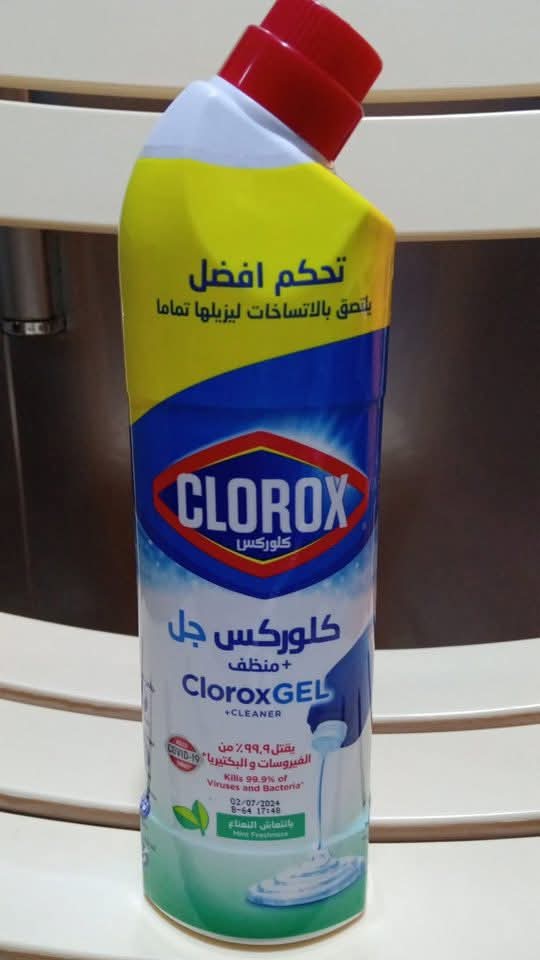 تحكم افضل
يلتصق بالاتساخات ليزيلها تماما
CLOROX
كلوركس
كلوركس جل
+ منظف
CloroxGEL
+CLEANER
يقتل ٩٩,٩٪ من
الفيروسات والبكتيريا*
COVID-19
Kills 99.9% of
Viruses and Bacteria*
02/07/2024
B-64 17:48
بانتعاش النعناع
Mint Freshness